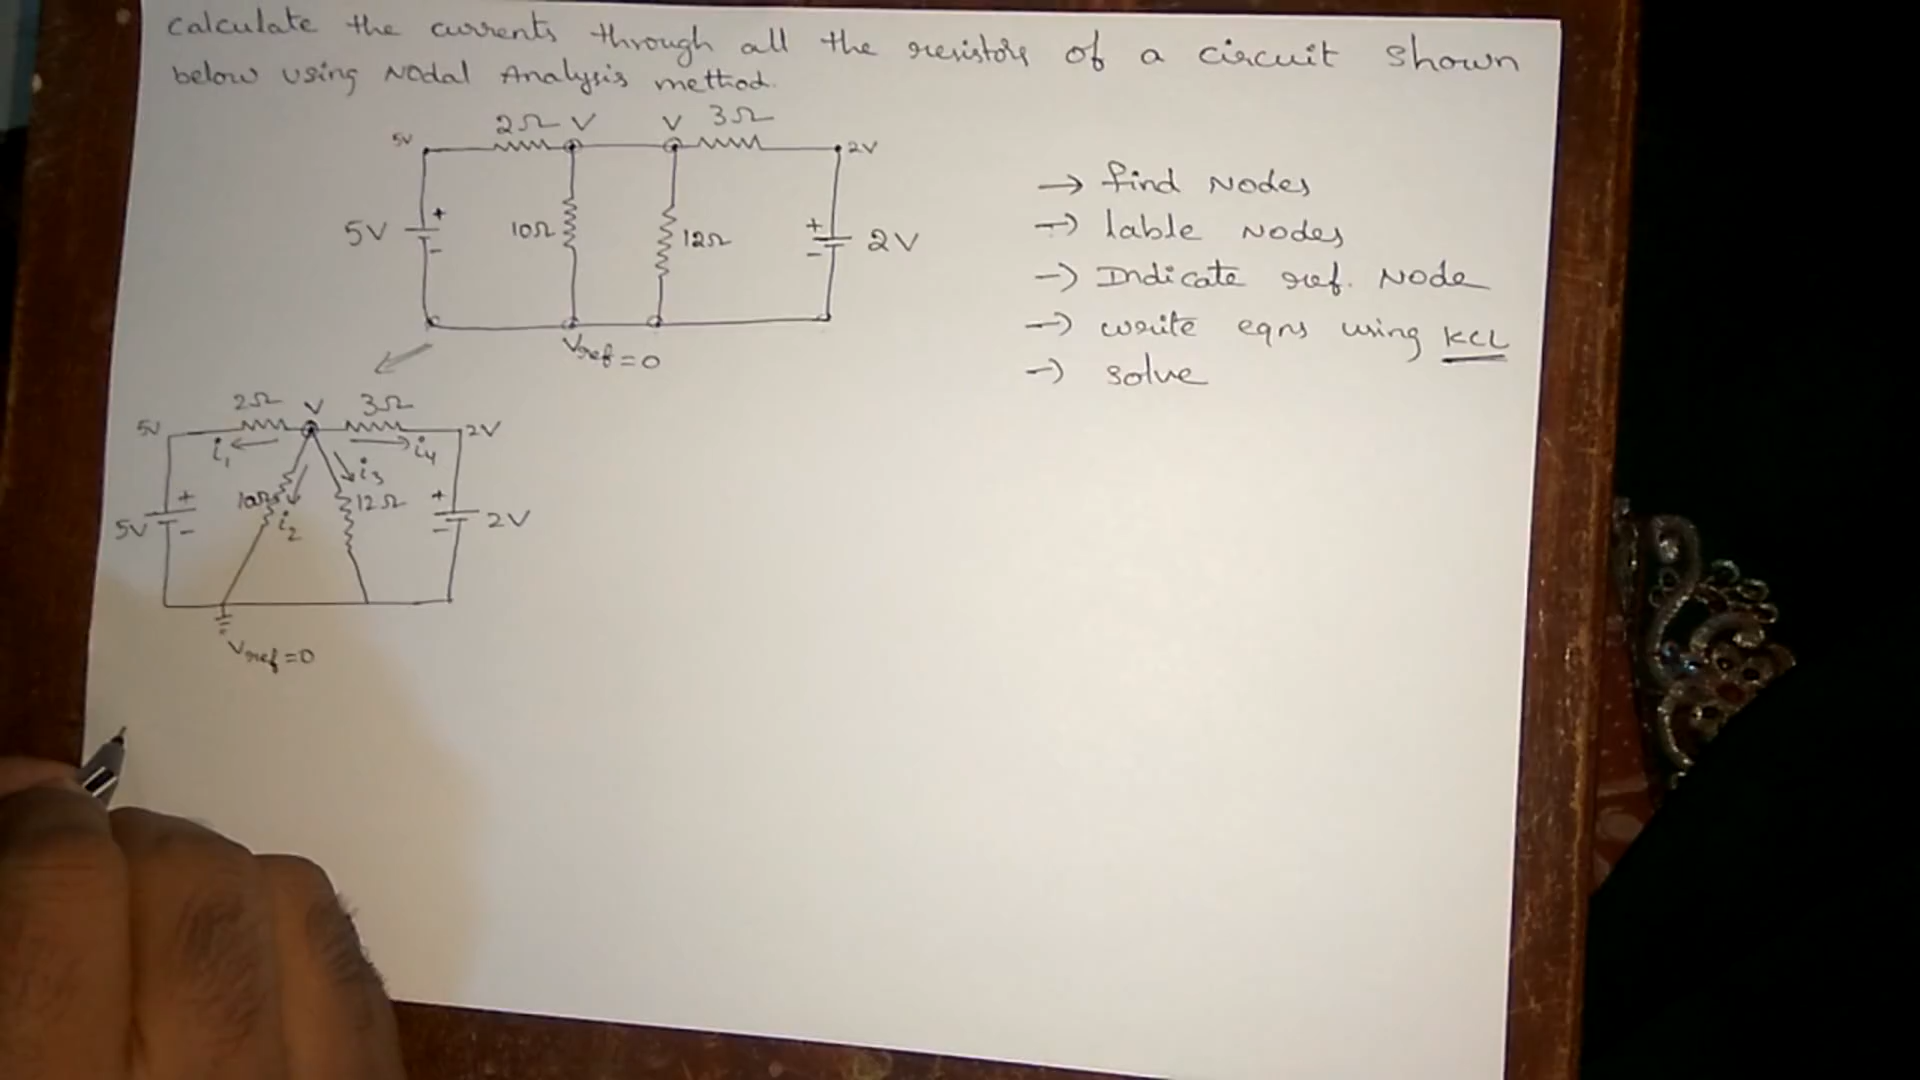 calculate the currents through all the resistors of a circuit shown
below using Nodal Analysis method.
2Ω V V 3Ω
5V 2V
5V + - 10Ω 12Ω + - 2V
Vref = 0
→ find Nodes
→ lable Nodes
→ Indicate ref. Node
→ write eqns using KCL
→ solve
2Ω V 3Ω
5V 2V
i1 i4
i3
5V + - 10Ω 12Ω + - 2V
i2
Vref = 0